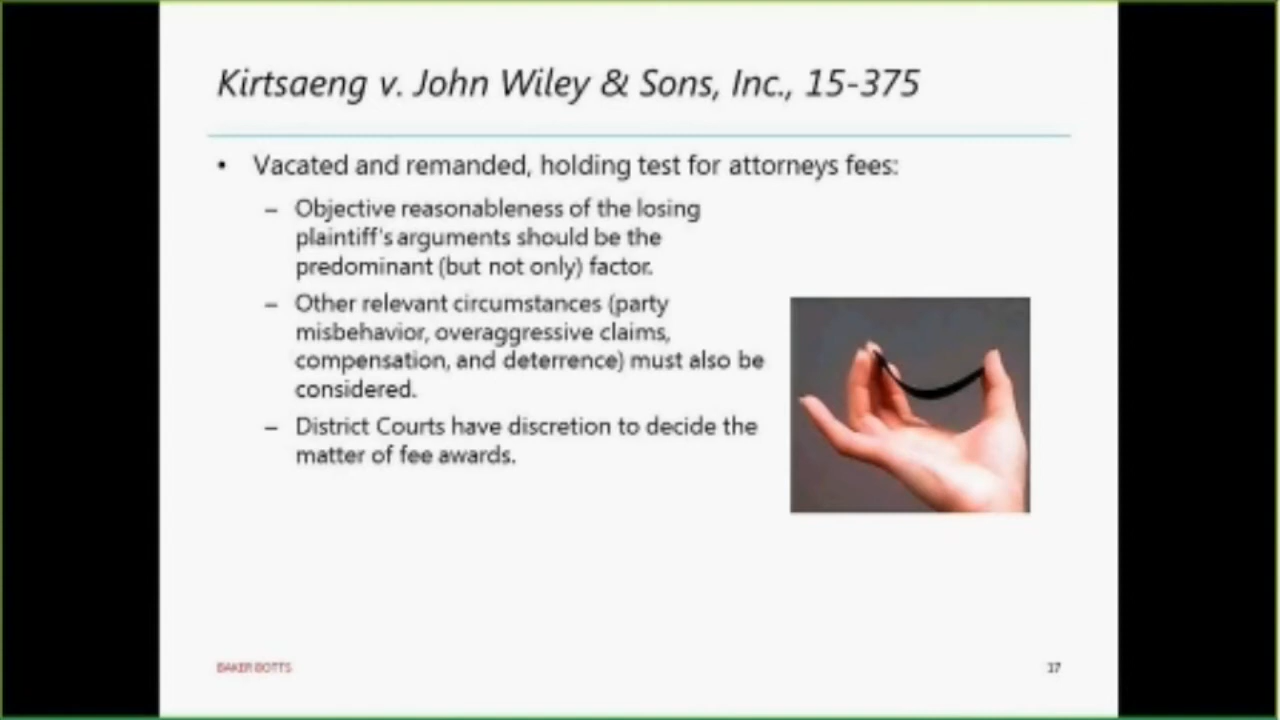 Kirtsaeng v. John Wiley & Sons, Inc., 15-375
• Vacated and remanded, holding test for attorneys fees:
– Objective reasonableness of the losing
plaintiff's arguments should be the
predominant (but not only) factor.
– Other relevant circumstances (party
misbehavior, overaggressive claims,
compensation, and deterrence) must also be
considered.
– District Courts have discretion to decide the
matter of fee awards.
BAKER BOTTS
37